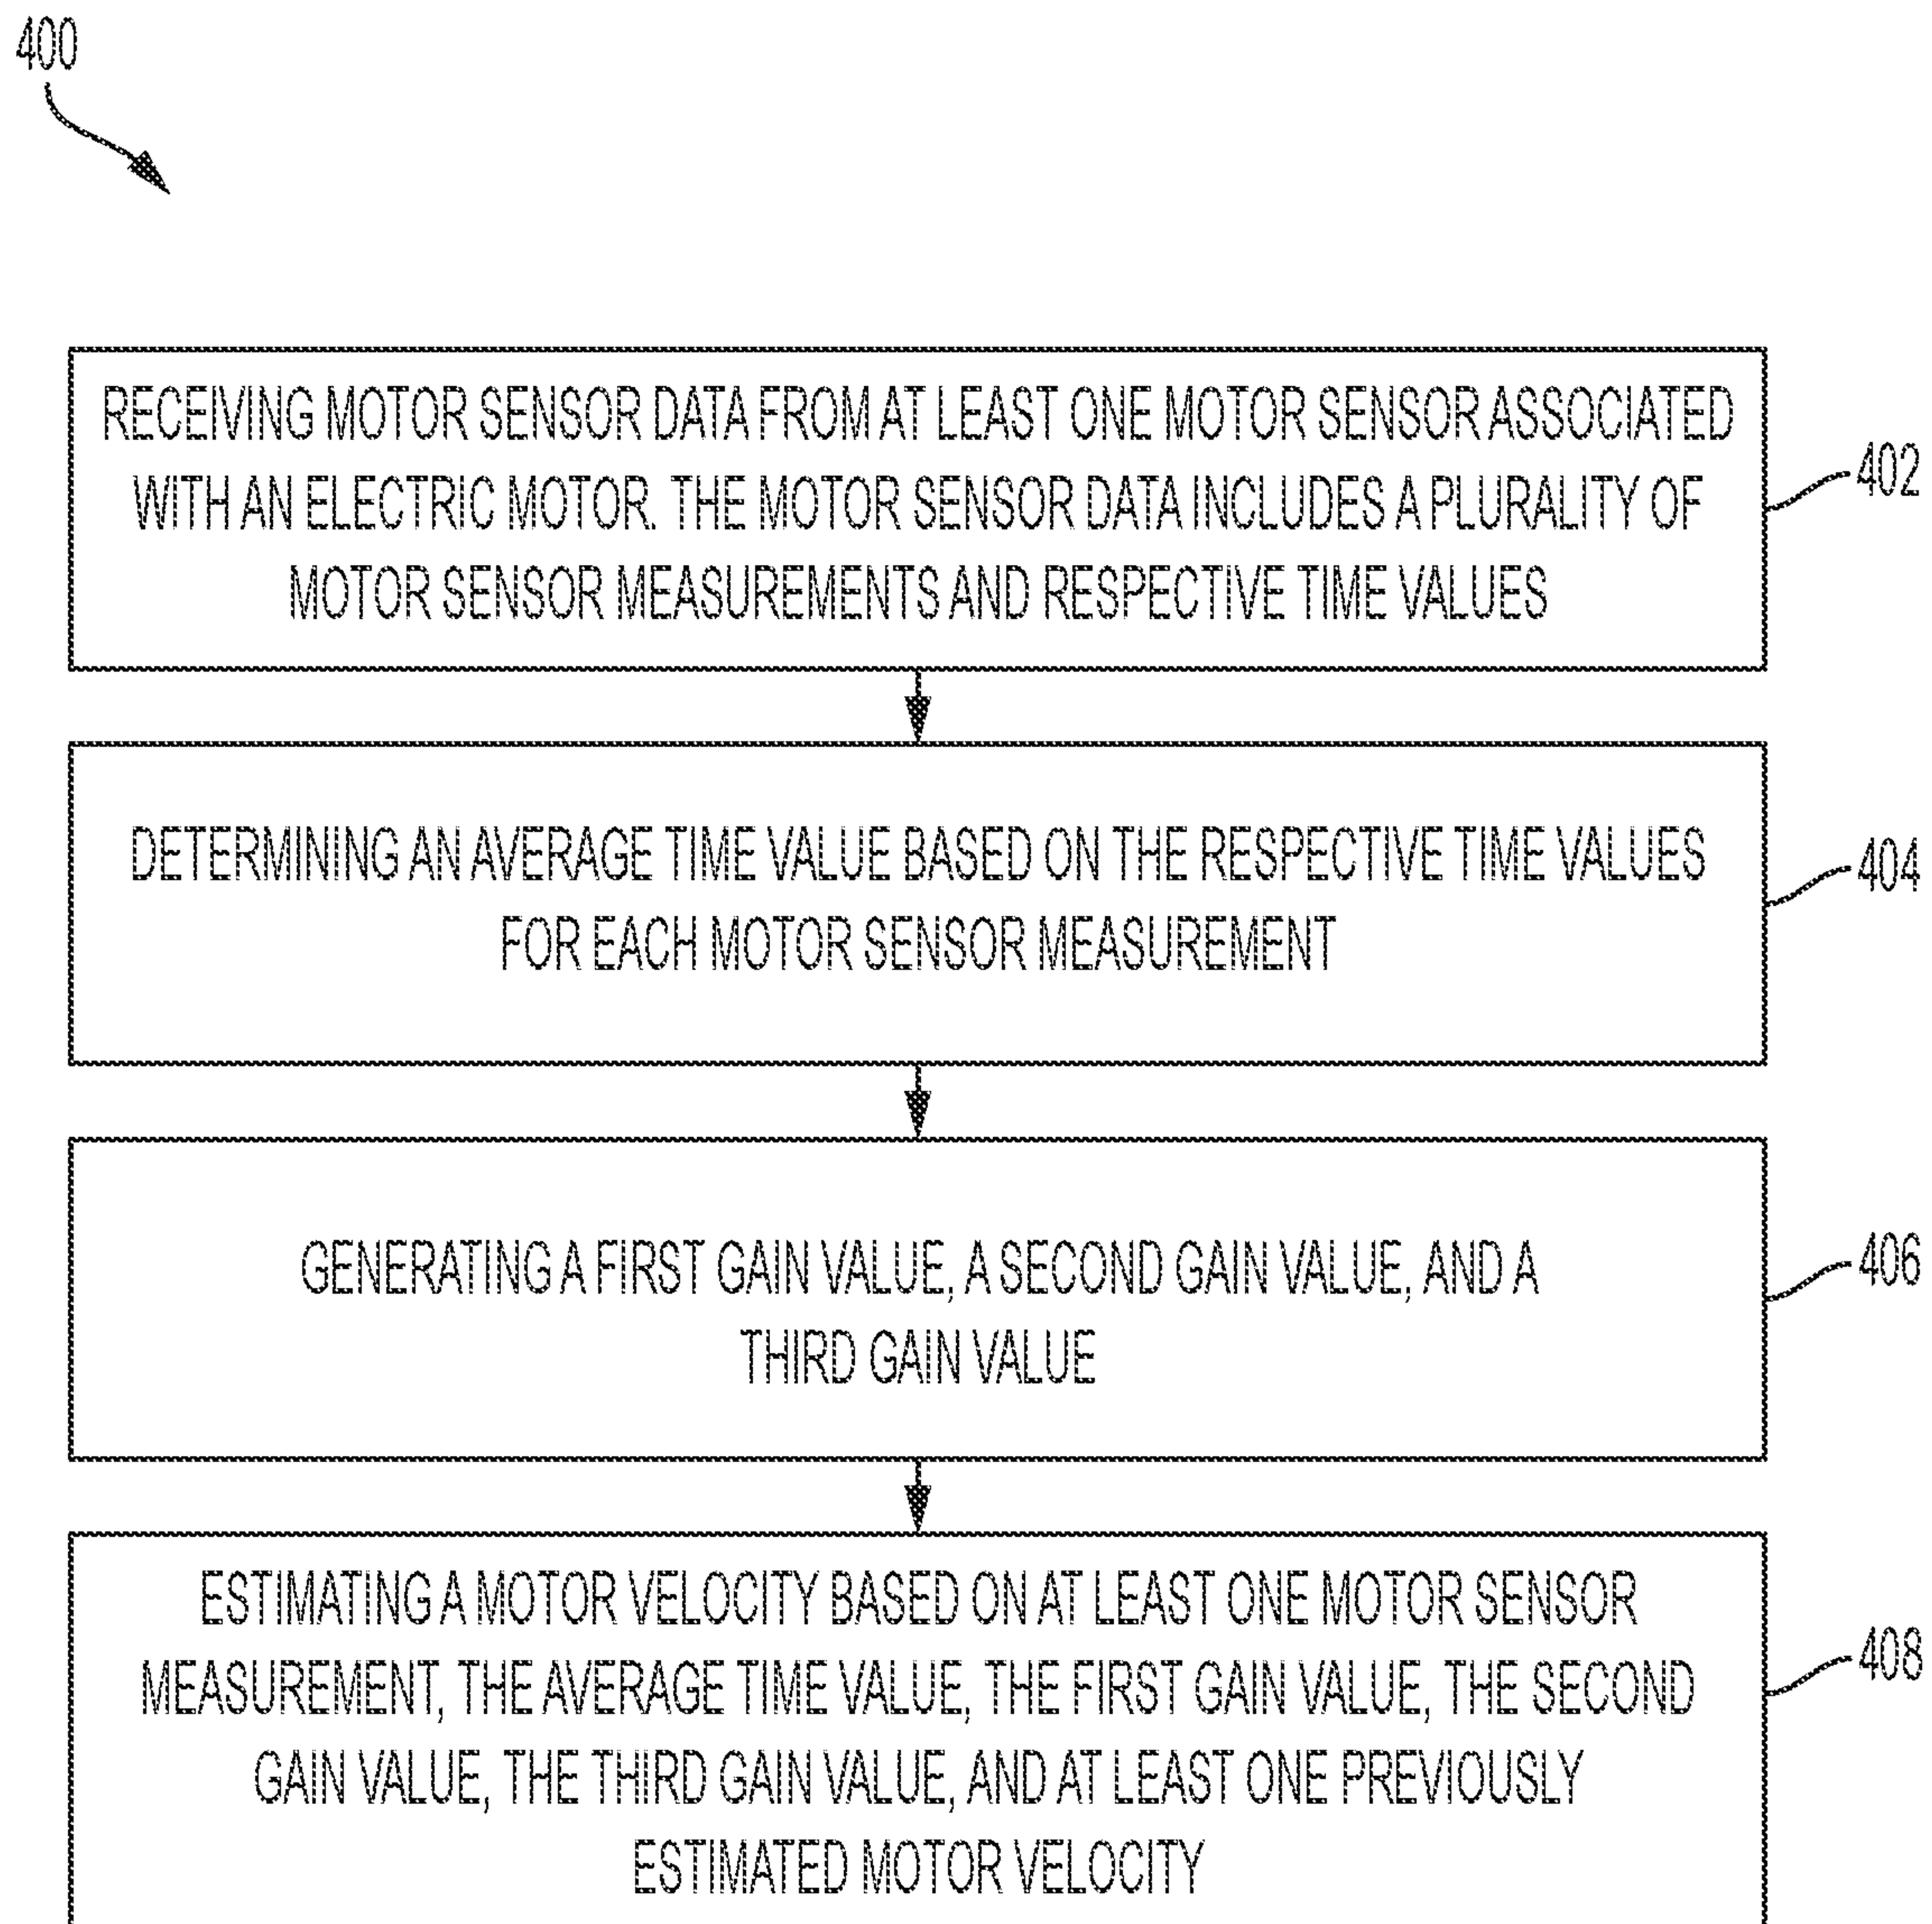 400
RECEIVING MOTOR SENSOR DATA FROM AT LEAST ONE MOTOR SENSOR ASSOCIATED
WITH AN ELECTRIC MOTOR. THE MOTOR SENSOR DATA INCLUDES A PLURALITY OF
MOTOR SENSOR MEASUREMENTS AND RESPECTIVE TIME VALUES
402
DETERMINING AN AVERAGE TIME VALUE BASED ON THE RESPECTIVE TIME VALUES
FOR EACH MOTOR SENSOR MEASUREMENT
404
GENERATING A FIRST GAIN VALUE, A SECOND GAIN VALUE, AND A
THIRD GAIN VALUE
406
ESTIMATING A MOTOR VELOCITY BASED ON AT LEAST ONE MOTOR SENSOR
MEASUREMENT, THE AVERAGE TIME VALUE, THE FIRST GAIN VALUE, THE SECOND
GAIN VALUE, THE THIRD GAIN VALUE, AND AT LEAST ONE PREVIOUSLY
ESTIMATED MOTOR VELOCITY
408